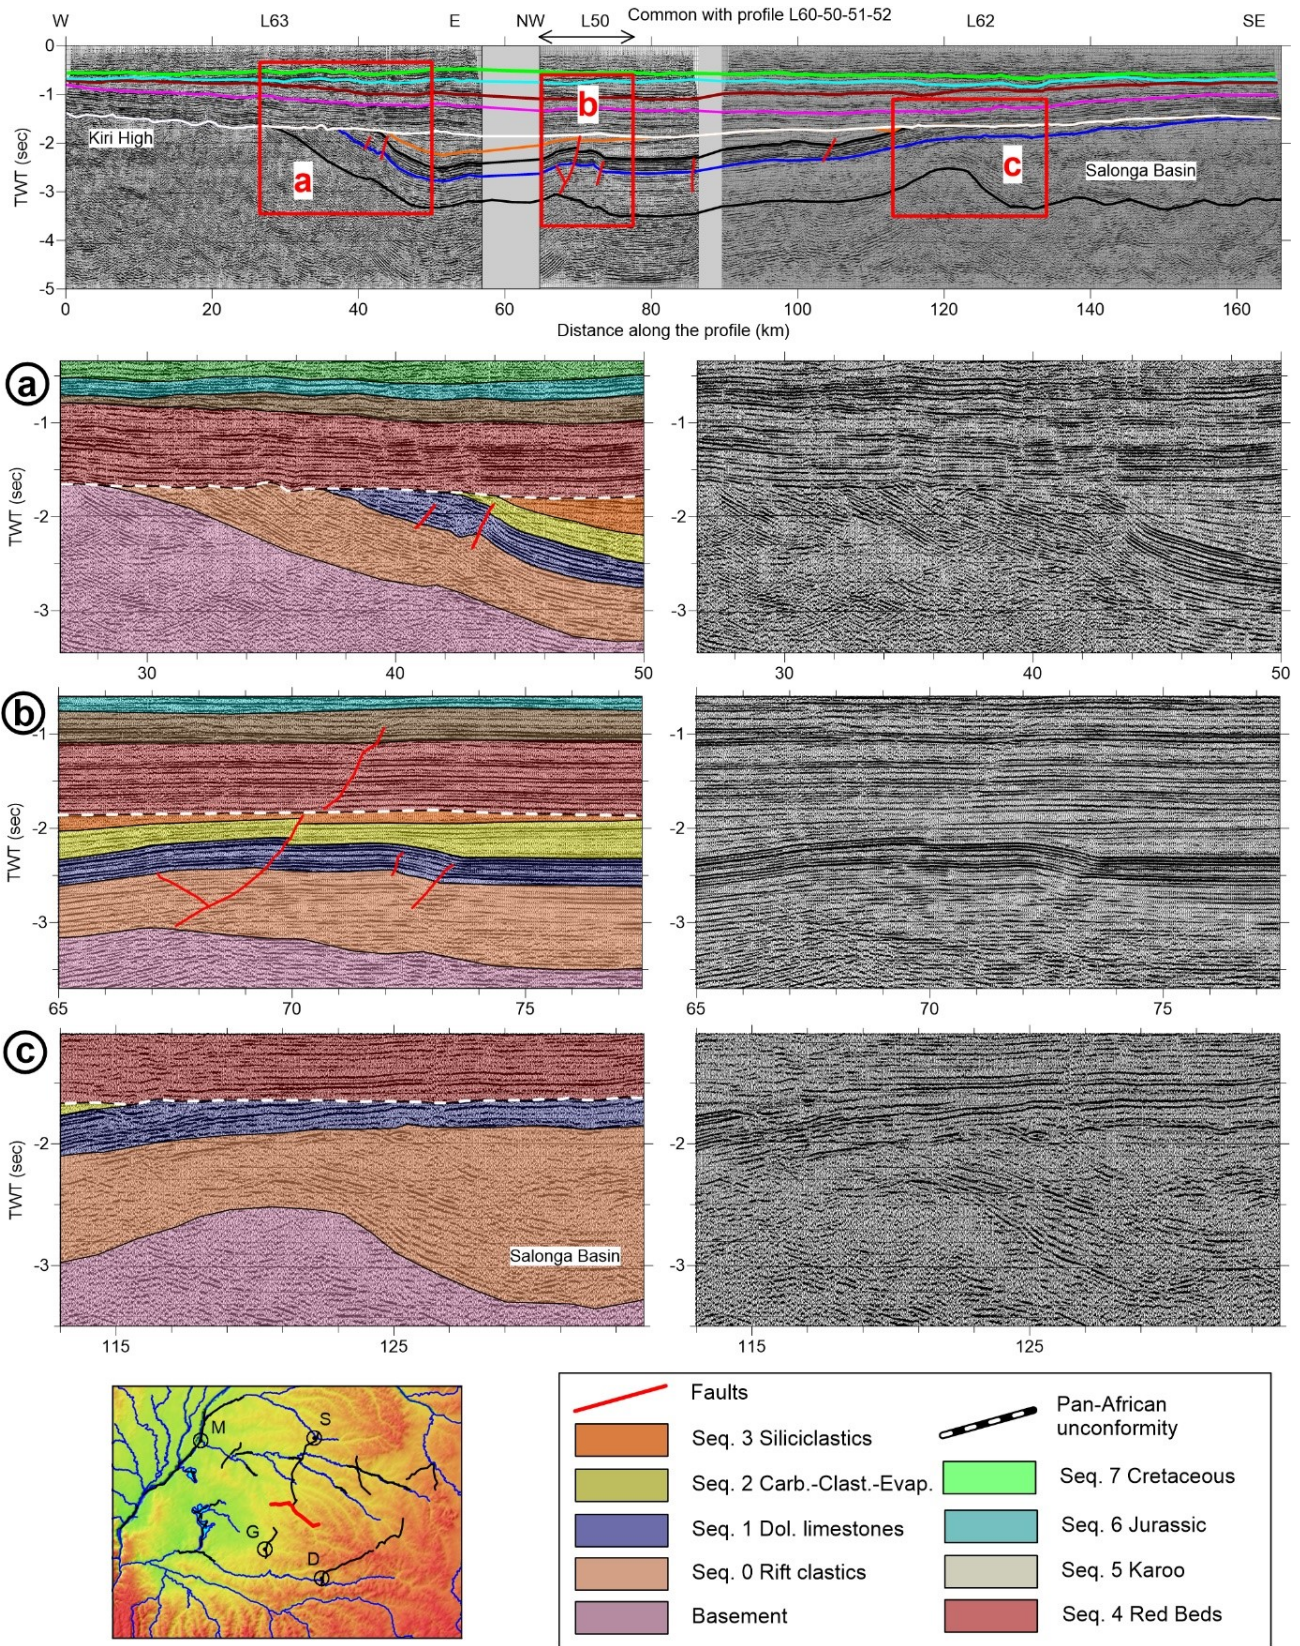 W L63 E NW L50 Common with profile L60-50-51-52 L62 SE
0
-1
-2
-3
-4
-5
TWT (sec)
Kiri High
a
b
c
Salonga Basin
0 20 40 60 80 100 120 140 160
Distance along the profile (km)
a
-1
-2
-3
TWT (sec)
30 40 50
-1
-2
-3
30 40 50
b
-1
-2
-3
TWT (sec)
65 70 75
-1
-2
-3
65 70 75
c
-2
-3
TWT (sec)
Salonga Basin
115 125
-2
-3
115 125
M
S
G
D
Faults
Seq. 3 Siliciclastics
Seq. 2 Carb.-Clast.-Evap.
Seq. 1 Dol. limestones
Seq. 0 Rift clastics
Basement
Pan-African
unconformity
Seq. 7 Cretaceous
Seq. 6 Jurassic
Seq. 5 Karoo
Seq. 4 Red Beds